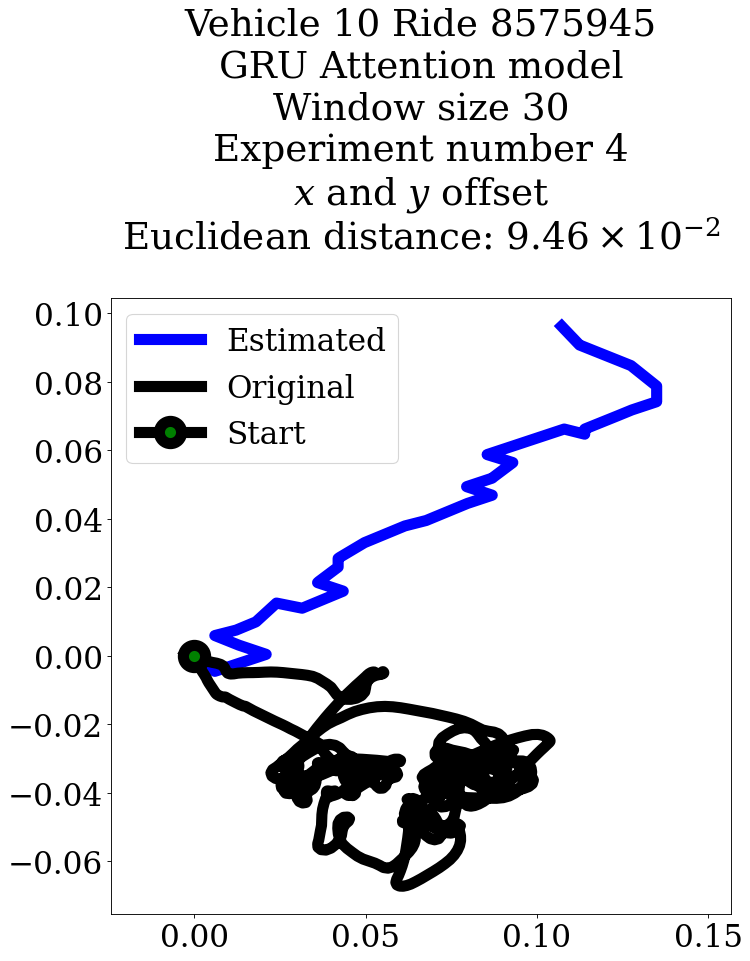 Vehicle 10 Ride 8575945
GRU Attention model
Window size 30
Experiment number 4
x and y offset
Euclidean distance: 9.46 × 10⁻²
Estimated
Original
Start
0.10
0.08
0.06
0.04
0.02
0.00
−0.02
−0.04
−0.06
0.00 0.05 0.10 0.15